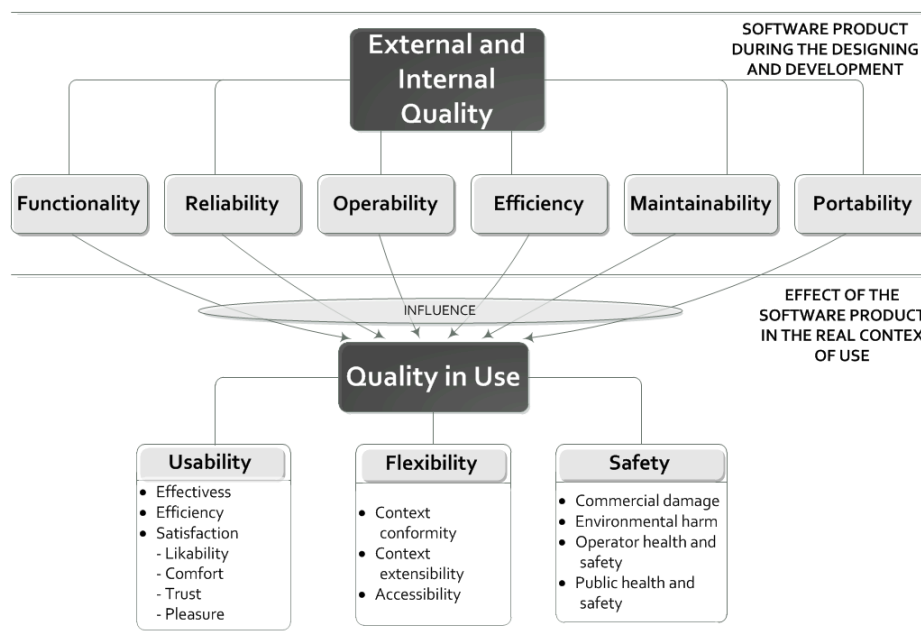 SOFTWARE PRODUCT
DURING THE DESIGNING
AND DEVELOPMENT
External and
Internal
Quality
Functionality
Reliability
Operability
Efficiency
Maintainability
Portability
INFLUENCE
EFFECT OF THE
SOFTWARE PRODUCT
IN THE REAL CONTEX
OF USE
Quality in Use
Usability
• Effectivess
• Efficiency
• Satisfaction
- Likability
- Comfort
- Trust
- Pleasure
Flexibility
• Context
conformity
• Context
extensibility
• Accessibility
Safety
• Commercial damage
• Environmental harm
• Operator health and
safety
• Public health and
safety